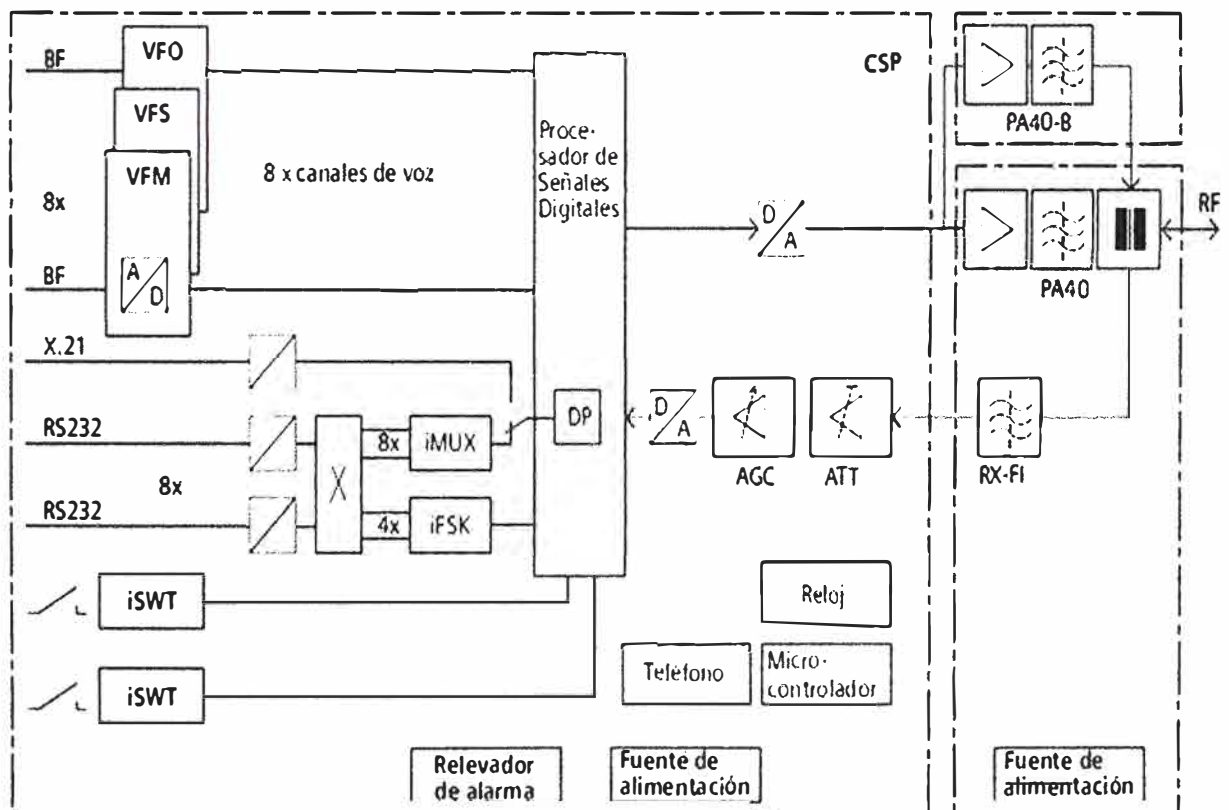 BF
VFO
VFS
VFM
8x
8 x canales de voz
BF
A
D
X.21
RS232
8x
RS232
X
8x
iMUX
4x
iFSK
DP
iSWT
iSWT
Proce-
sador de
Señales
Digitales
D
A
D
A
AGC
ATT
CSP
PA40-B
PA40
RF
RX-FI
Reloj
Teléfono
Micro-
controlador
Relevador
de alarma
Fuente de
alimentación
Fuente de
alimentación